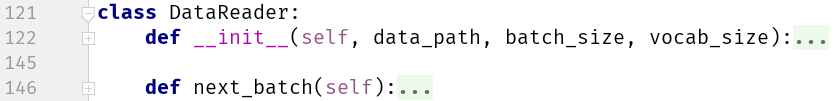 121 class DataReader:
122     def __init__(self, data_path, batch_size, vocab_size):...
145
146     def next_batch(self):...